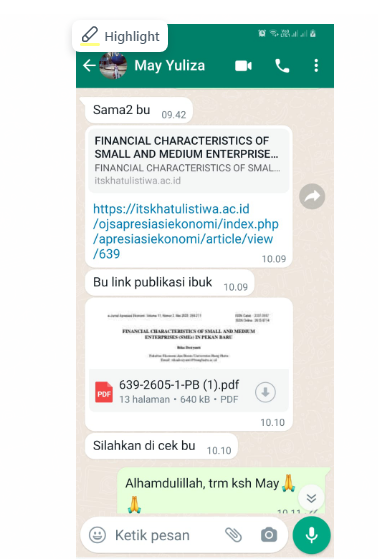 Highlight
May Yuliza
Sama2 bu 09.42
FINANCIAL CHARACTERISTICS OF
SMALL AND MEDIUM ENTERPRISE...
FINANCIAL CHARACTERISTICS OF SMAL...
itskhatulistiwa.ac.id
https://itskhatulistiwa.ac.id
/ojsapresiasiekonomi/index.php
/apresiasiekonomi/article/view
/639
10.09
Bu link publikasi ibuk 10.09
FINANCIAL CHARACTERISTICS OF SMALL AND MEDIUM
ENTERPRISES (SMEs) IN PEKAN BARU
PDF
639-2605-1-PB (1).pdf
13 halaman • 640 kB • PDF
10.10
Silahkan di cek bu 10.10
Alhamdulillah, trm ksh May🙏
🙏
10.11
Ketik pesan